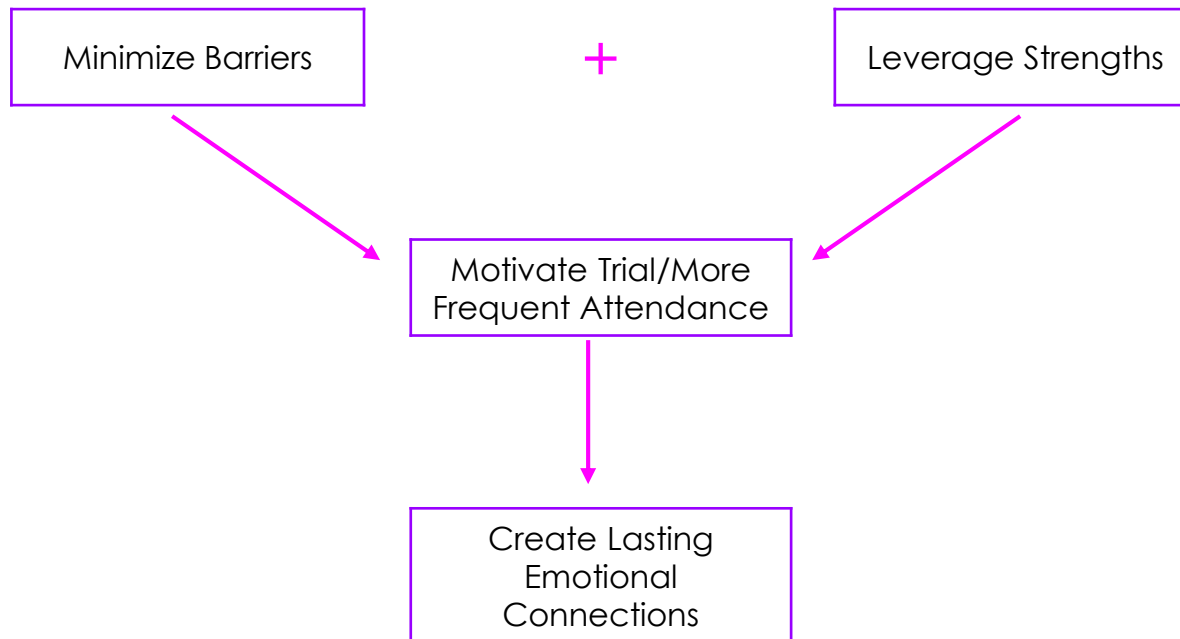 Minimize Barriers
+
Leverage Strengths
Motivate Trial/More
Frequent Attendance
Create Lasting
Emotional
Connections